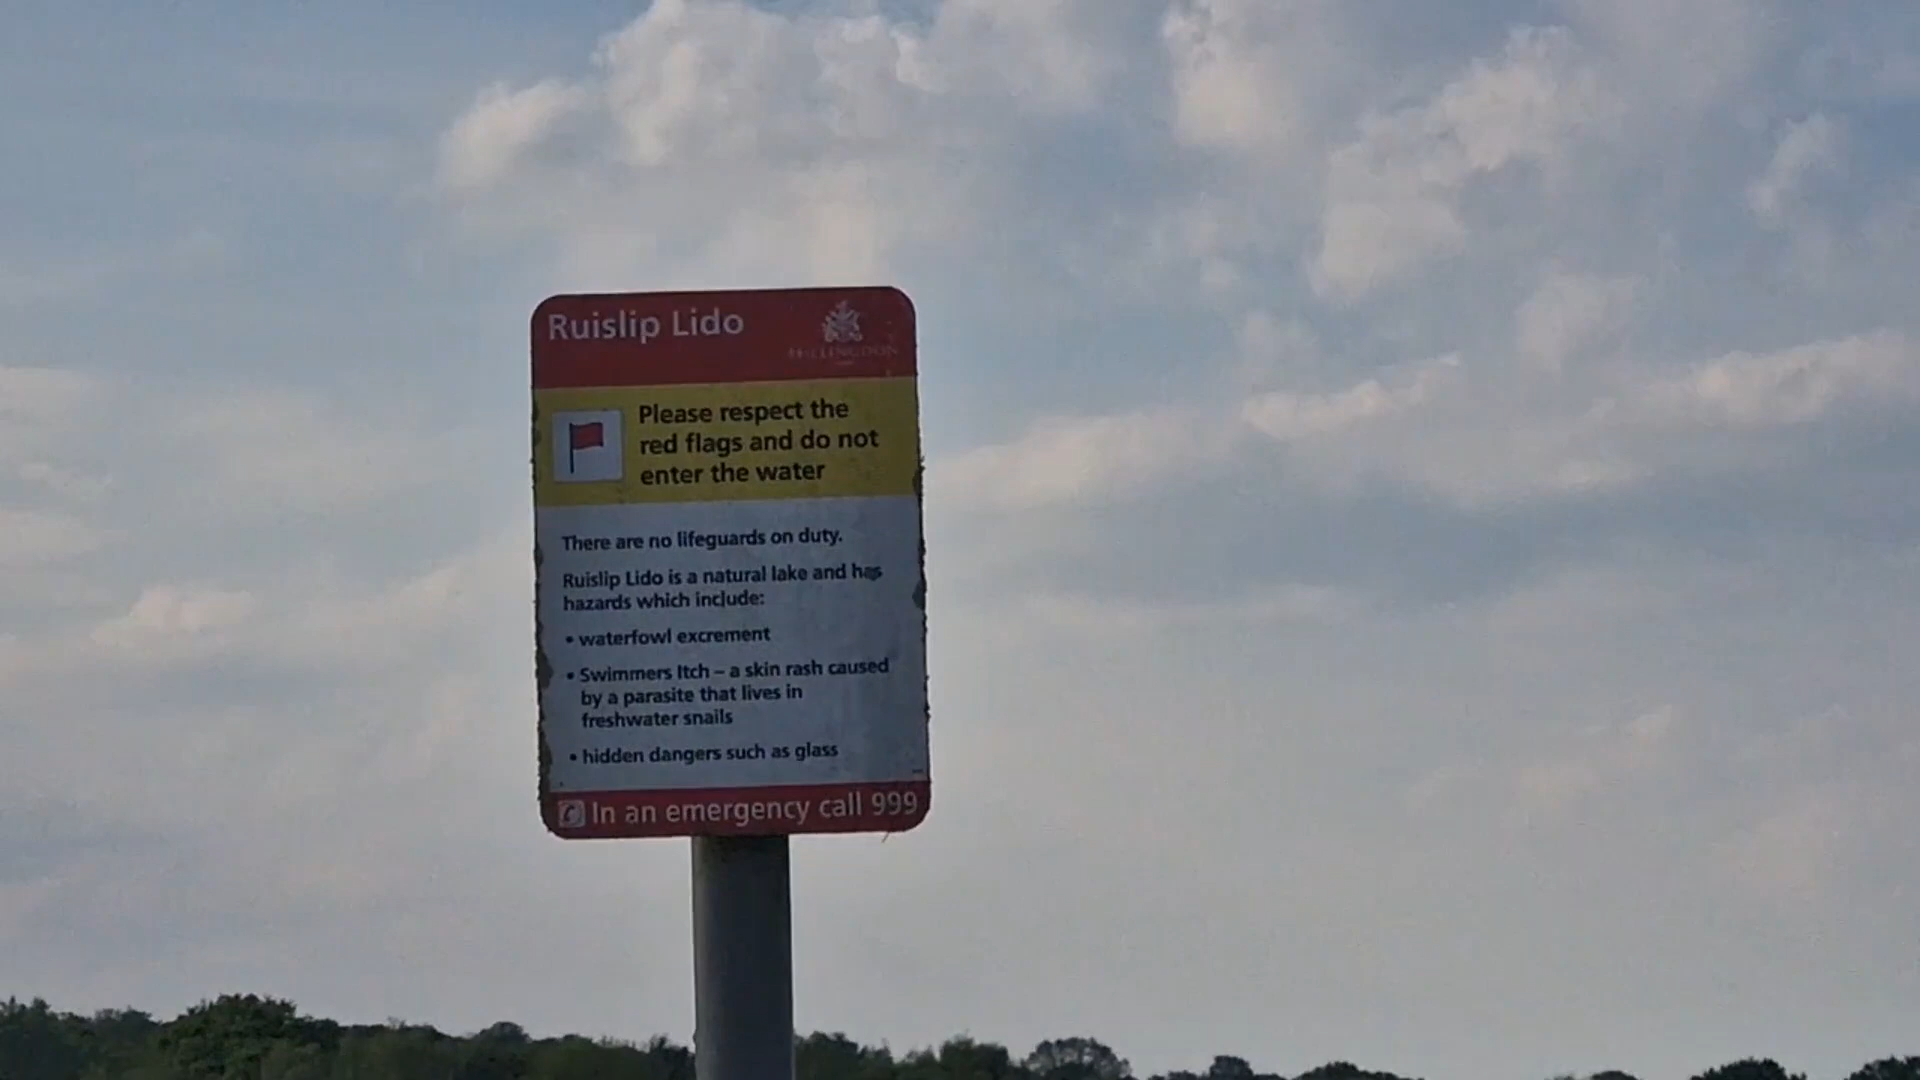 Ruislip Lido
HILLINGDON
Please respect the
red flags and do not
enter the water
There are no lifeguards on duty.
Ruislip Lido is a natural lake and has
hazards which include:
• waterfowl excrement
• Swimmers Itch – a skin rash caused
by a parasite that lives in
freshwater snails
• hidden dangers such as glass
In an emergency call 999